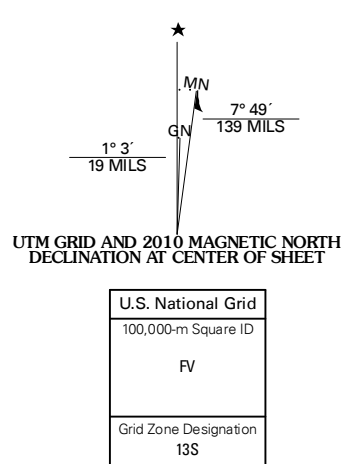 ★
MN
GN
7° 49´
139 MILS
1° 3´
19 MILS
UTM GRID AND 2010 MAGNETIC NORTH
DECLINATION AT CENTER OF SHEET
U.S. National Grid
100,000-m Square ID
FV
Grid Zone Designation
13S